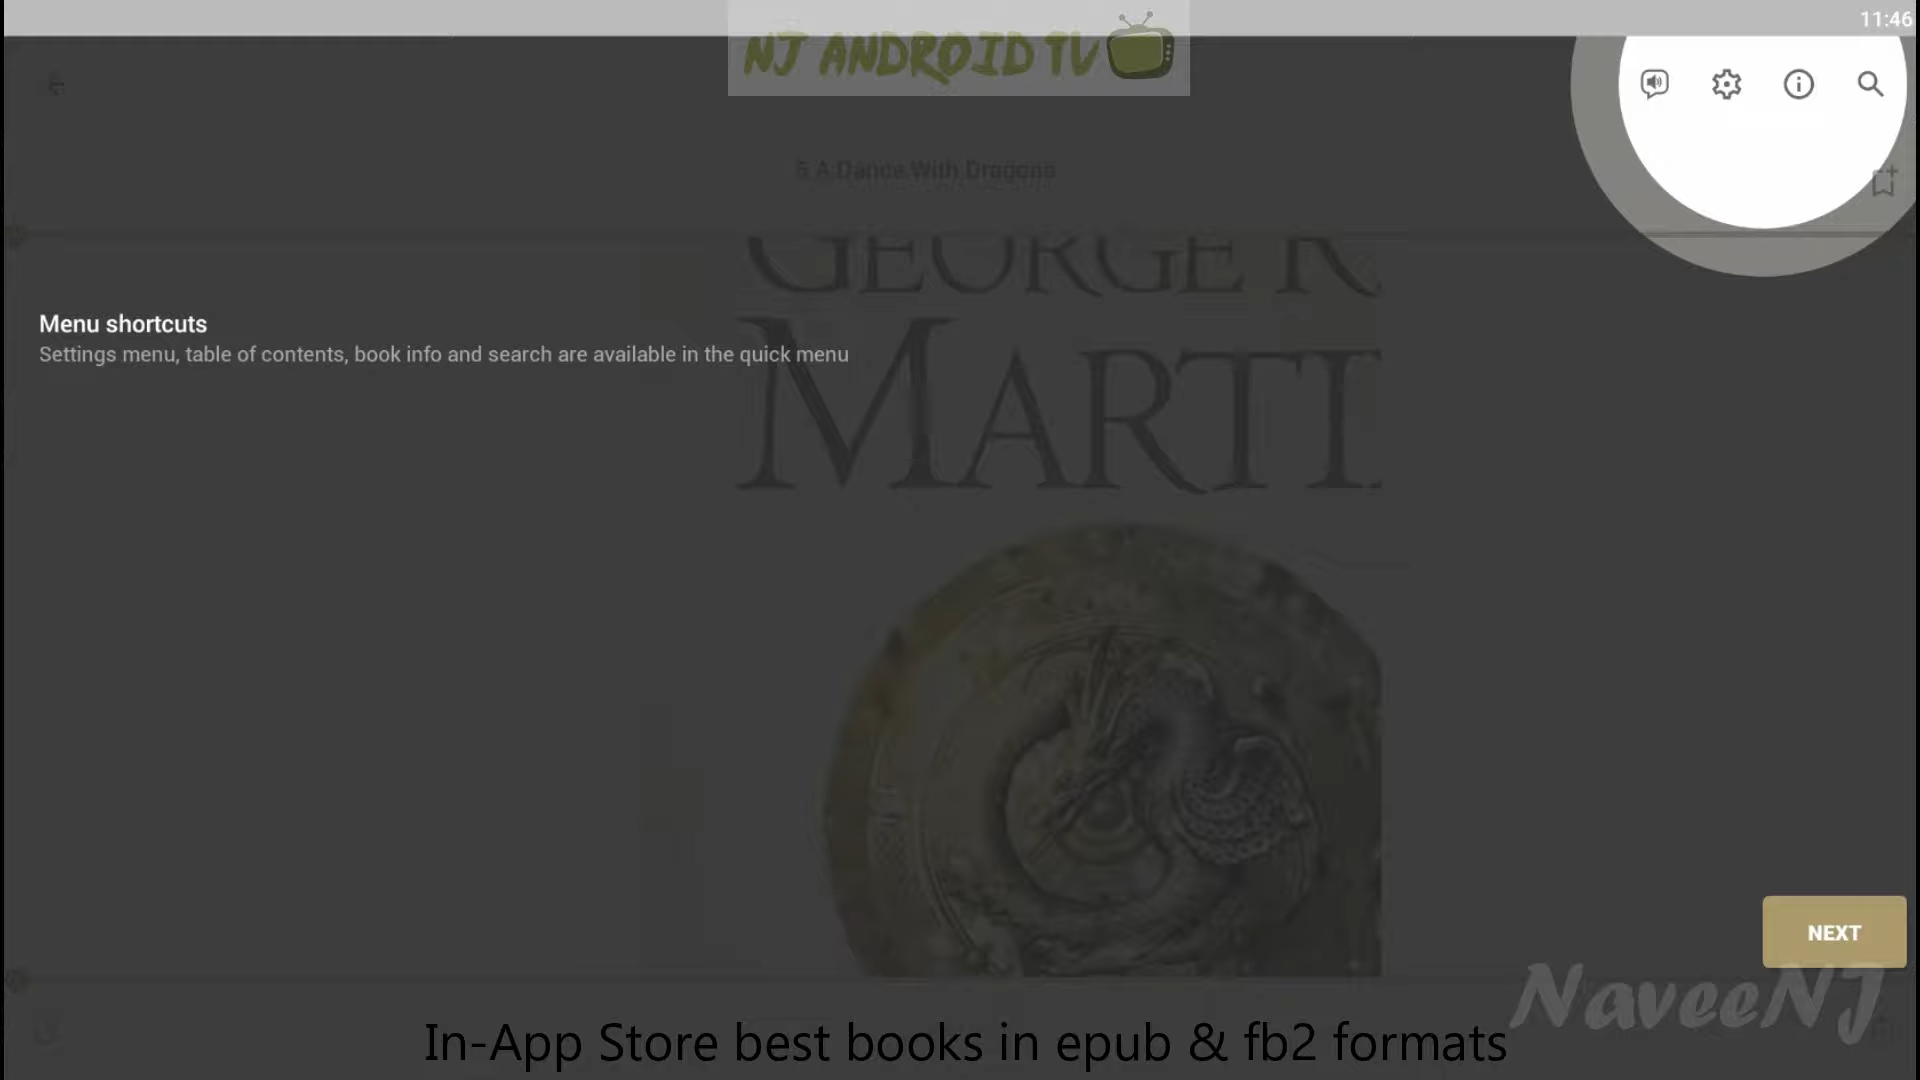 11:46
NJ ANDROID TV
5 A Dance With Dragons
GEORGE R.
MARTI
Menu shortcuts
Settings menu, table of contents, book info and search are available in the quick menu
NEXT
NaveeNJ
In-App Store best books in epub & fb2 formats